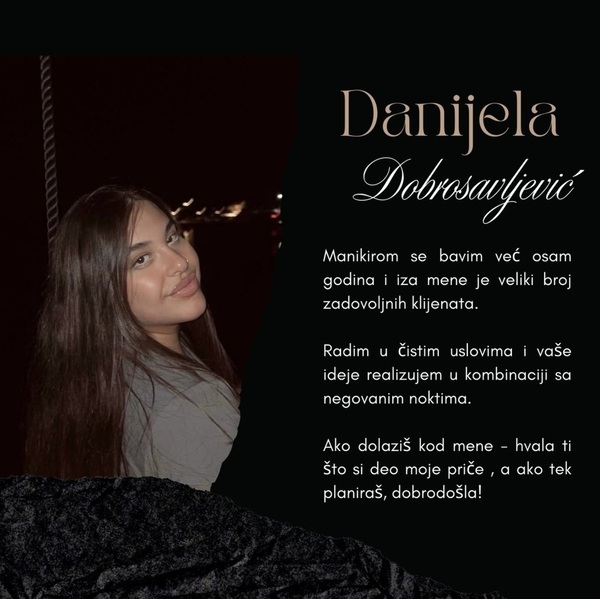 Danijela
Dobrosavljević
Manikirom se bavim već osam
godina i iza mene je veliki broj
zadovoljnih klijenata.
Radim u čistim uslovima i vaše
ideje realizujem u kombinaciji sa
negovanim noktima.
Ako dolaziš kod mene - hvala ti
što si deo moje priče , a ako tek
planiraš, dobrodošla!